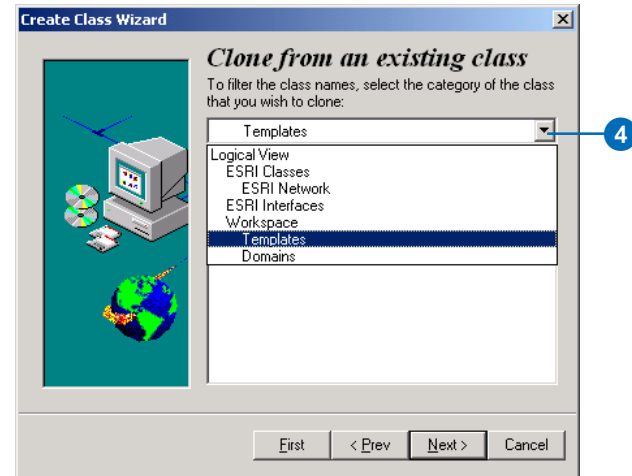 Create Class Wizard
Clone from an existing class
To filter the class names, select the category of the class
that you wish to clone:
Templates
4
Logical View
ESRI Classes
ESRI Network
ESRI Interfaces
Workspace
Templates
Domains
First
< Prev
Next >
Cancel